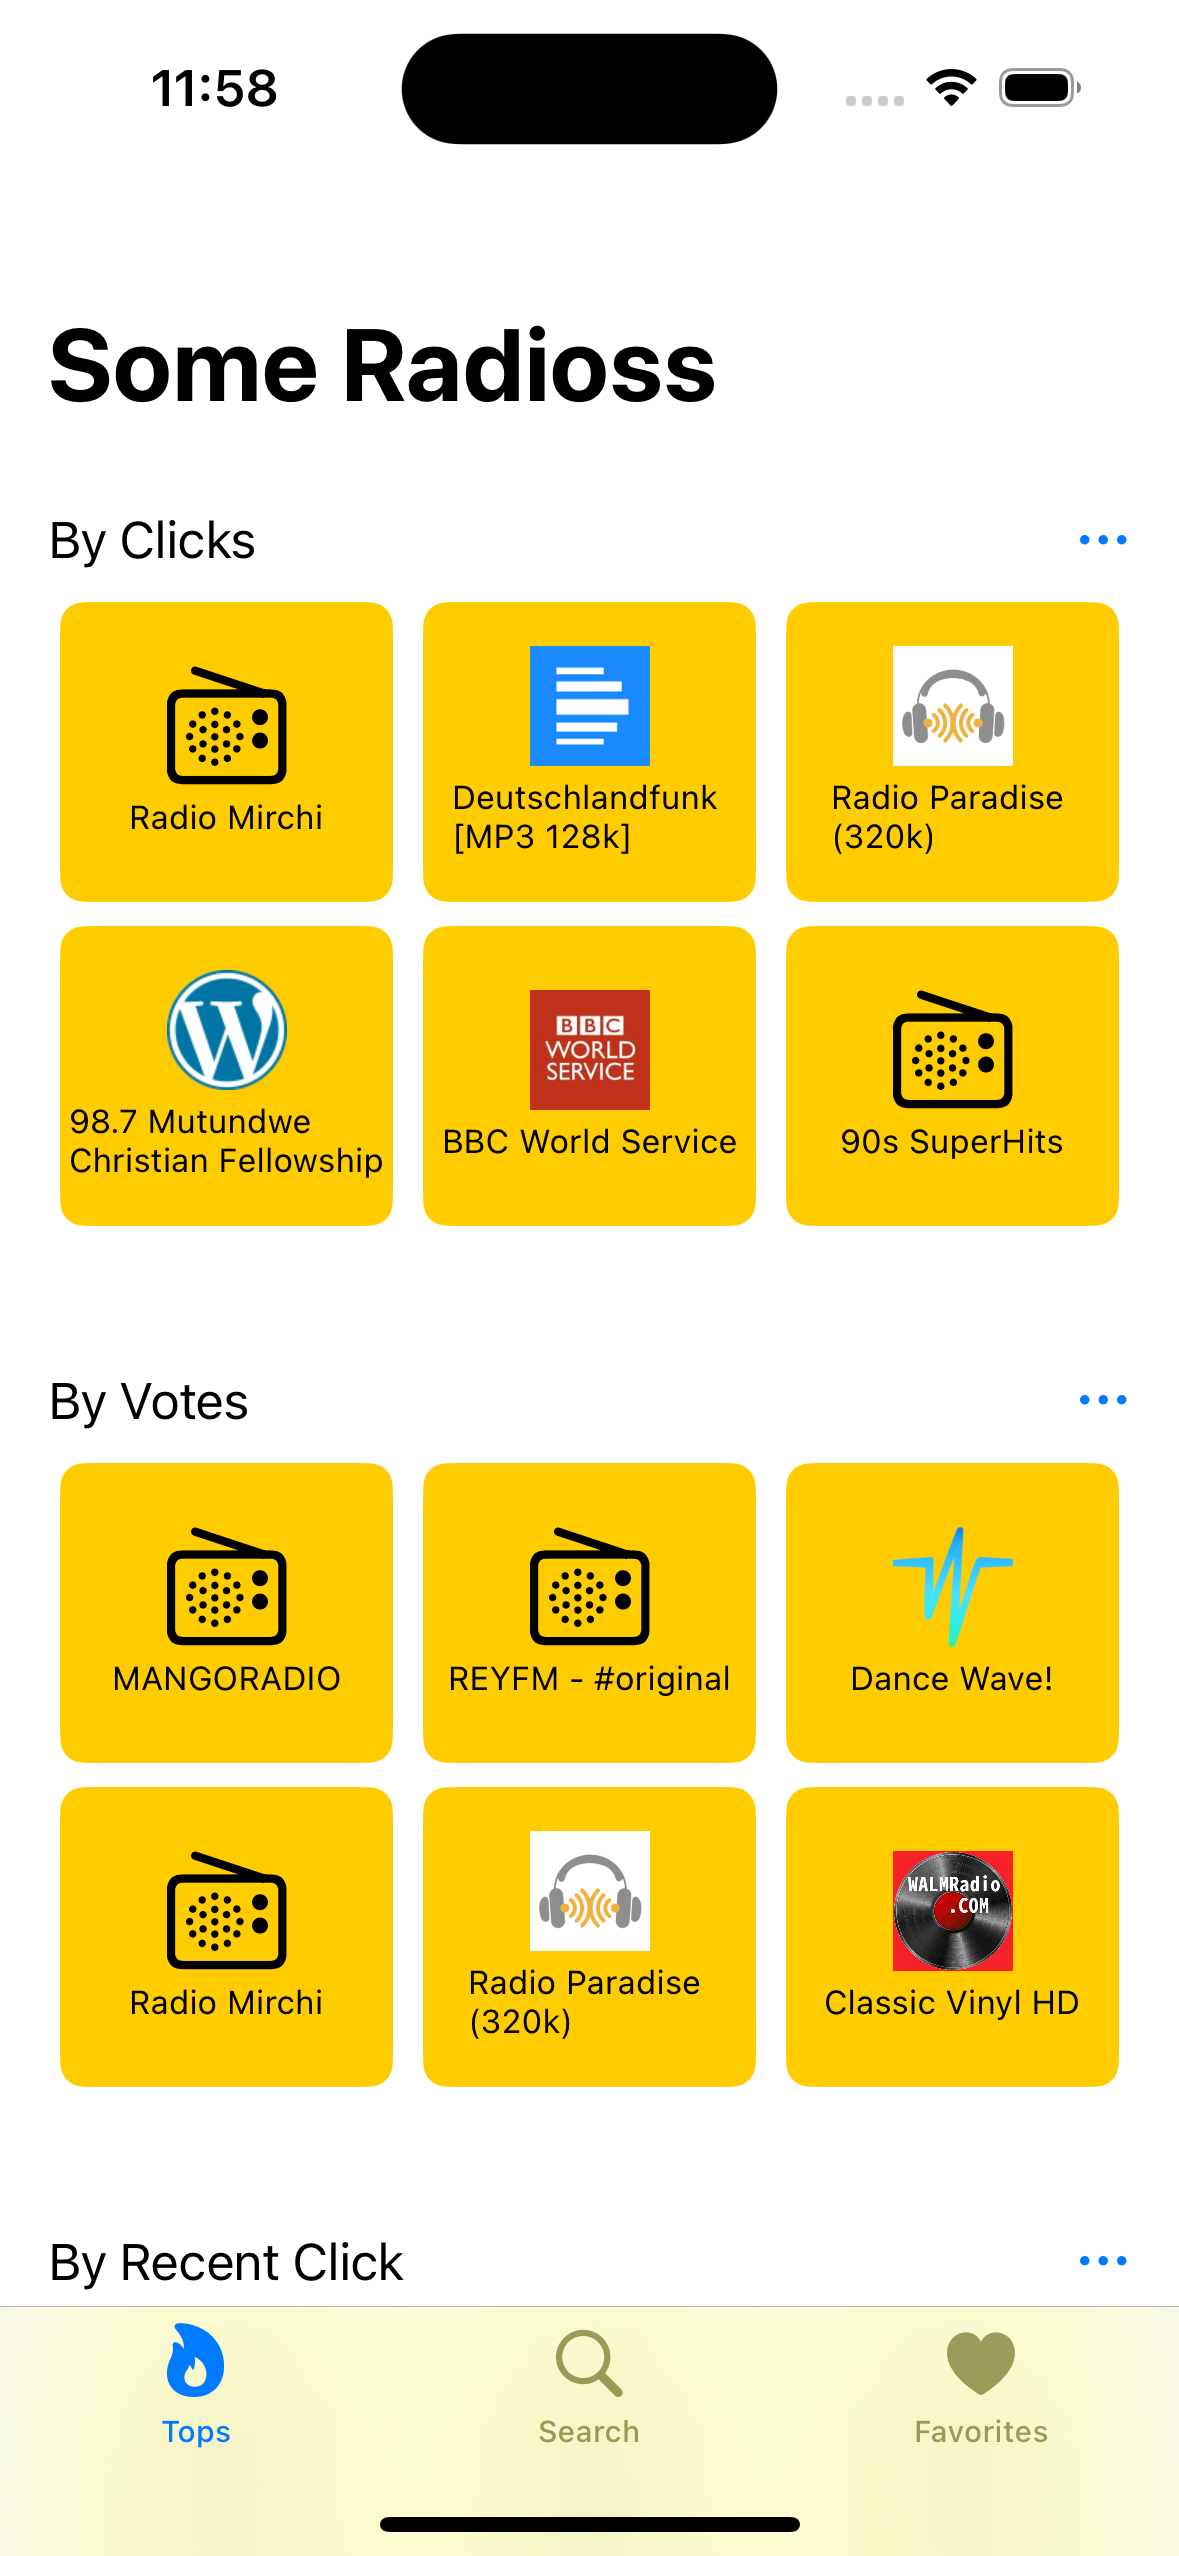 11:58
Some Radioss
By Clicks
Radio Mirchi
Deutschlandfunk
[MP3 128k]
Radio Paradise
(320k)
98.7 Mutundwe
Christian Fellowship
BBC
WORLD
SERVICE
BBC World Service
90s SuperHits
By Votes
MANGORADIO
REYFM - #original
Dance Wave!
Radio Mirchi
Radio Paradise
(320k)
WALMRadio
.COM
Classic Vinyl HD
By Recent Click
Tops
Search
Favorites